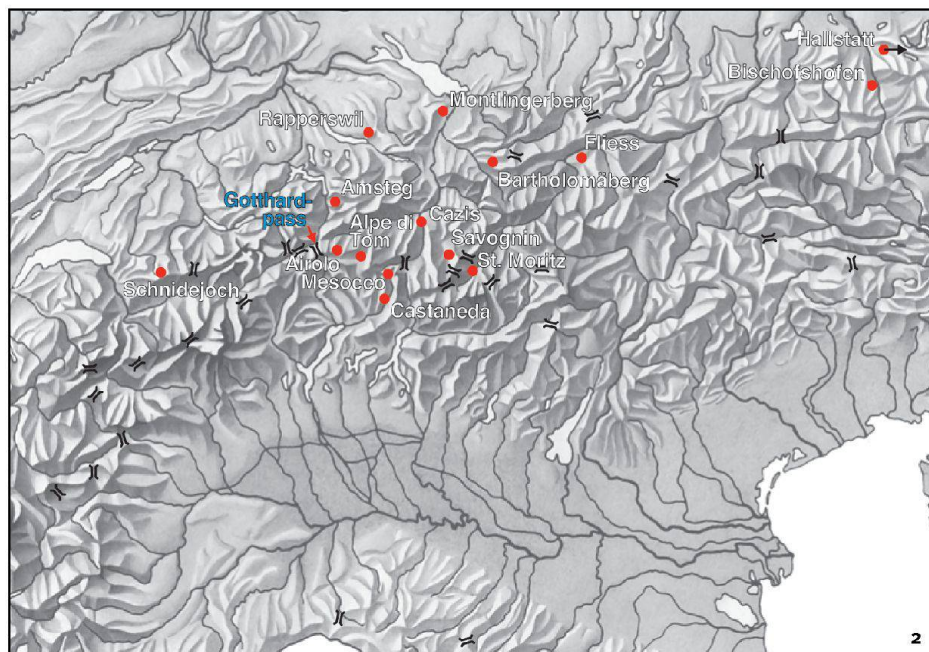 Hallstatt
Bischofshofen
Montlingerberg
Rapperswil
Fliess
Bartholomäberg
Amsteg
Gotthard-
pass
Alpe di
Tom
Cazis
Savognin
St. Moritz
Airolo
Mesocco
Schnidejoch
Castaneda
2